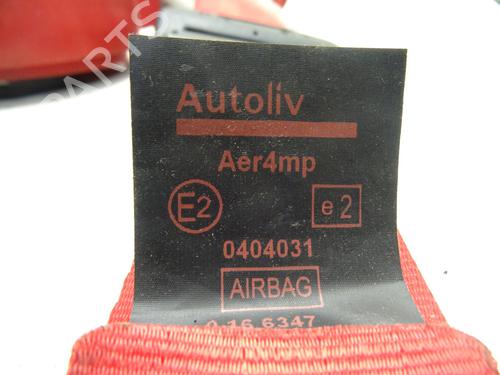 Autoliv
Aer4mp
E2 e 2
0404031
AIRBAG